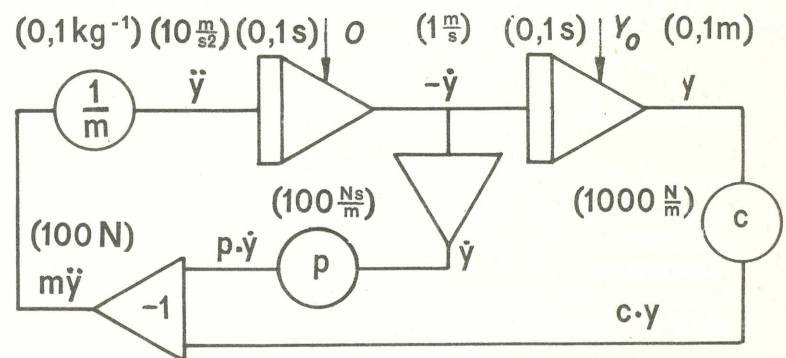 (0,1kg⁻¹) (10 m/s2) (0,1s) O (1 m/s) (0,1s) Y₀ (0,1m)
1/m ÿ -ẏ y
(100 Ns/m) (1000 N/m) c
(100 N) p·ẏ p ẏ
mÿ -1 c·y